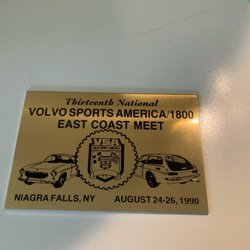 Thirteenth National
VOLVO SPORTS AMERICA/1800
EAST COAST MEET
VSA
NIAGRA FALLS, NY
AUGUST 24-26, 1990